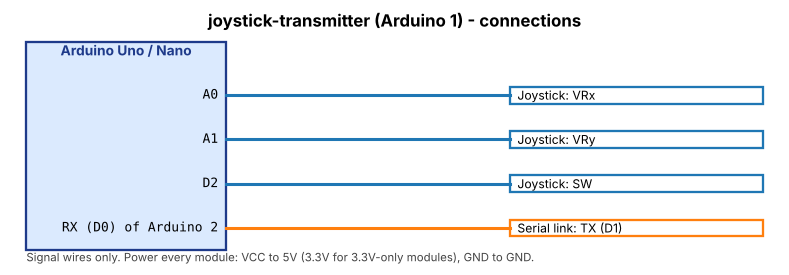 joystick-transmitter (Arduino 1) - connections
Arduino Uno / Nano
A0
Joystick: VRx
A1
Joystick: VRy
D2
Joystick: SW
RX (D0) of Arduino 2
Serial link: TX (D1)
Signal wires only. Power every module: VCC to 5V (3.3V for 3.3V-only modules), GND to GND.